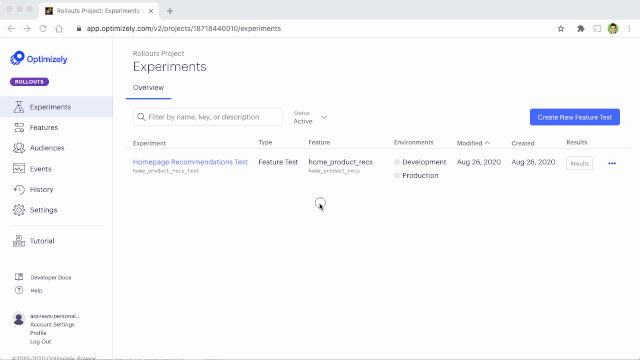 Rollouts Project: Experiments
app.optimizely.com/v2/projects/18718440010/experiments
Optimizely
ROLLOUTS
Experiments
Features
Audiences
Events
History
Settings
Tutorial
Developer Docs
Help
ass+aws-personal...
Account Settings
Profile
Log Out
©2010-2020 Optimizely. Privacy
Rollouts Project
Experiments
Overview
Filter by name, key, or description
Status
Active
Create New Feature Test
Experiment Type Feature Environments Modified Created Results
Homepage Recommendations Test Feature Test home_product_recs Development Aug 26, 2020 Aug 26, 2020 Results
home_product_recs_test home_product_recs Production